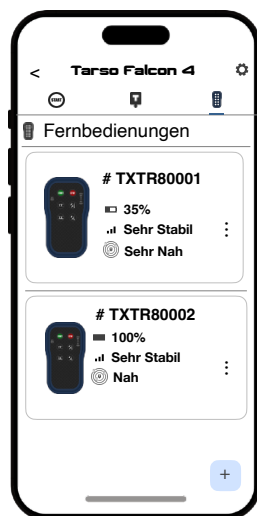 < Tarso Falcon 4
START
Fernbedienungen
# TXTR80001
35%
Sehr Stabil
Sehr Nah
# TXTR80002
100%
Sehr Stabil
Nah
+